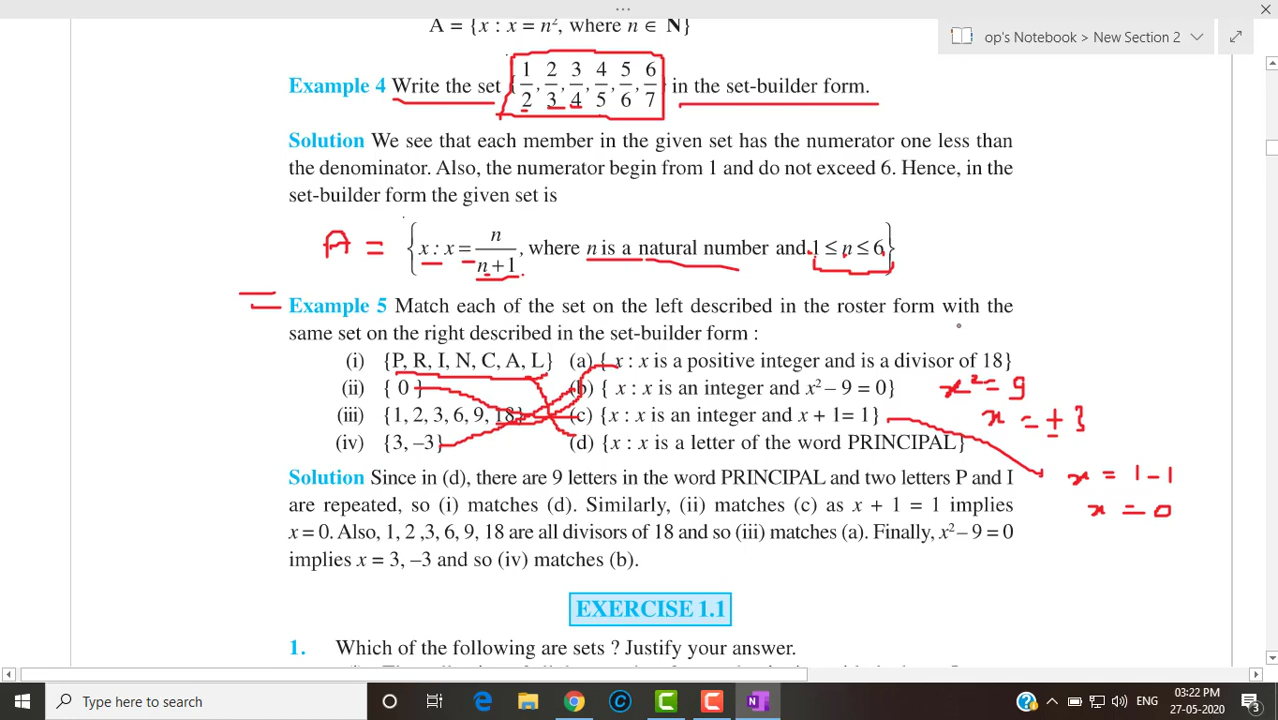 op's Notebook > New Section 2
A = {x : x = n², where n ∈ N}
Example 4 Write the set {1/2, 2/3, 3/4, 4/5, 5/6, 6/7} in the set-builder form.
Solution We see that each member in the given set has the numerator one less than
the denominator. Also, the numerator begin from 1 and do not exceed 6. Hence, in the
set-builder form the given set is
A = {x : x = n/(n+1), where n is a natural number and 1 ≤ n ≤ 6}
Example 5 Match each of the set on the left described in the roster form with the
same set on the right described in the set-builder form :
(i) {P, R, I, N, C, A, L} (a) { x : x is a positive integer and is a divisor of 18}
(ii) { 0 } (b) { x : x is an integer and x² – 9 = 0}
(iii) {1, 2, 3, 6, 9, 18} (c) {x : x is an integer and x + 1= 1}
(iv) {3, –3} (d) {x : x is a letter of the word PRINCIPAL}
x² = 9
x = ± 3
x = 1 - 1
x = 0
Solution Since in (d), there are 9 letters in the word PRINCIPAL and two letters P and I
are repeated, so (i) matches (d). Similarly, (ii) matches (c) as x + 1 = 1 implies
x = 0. Also, 1, 2 ,3, 6, 9, 18 are all divisors of 18 and so (iii) matches (a). Finally, x² – 9 = 0
implies x = 3, –3 and so (iv) matches (b).
EXERCISE 1.1
1. Which of the following are sets ? Justify your answer.
Type here to search
ENG
03:22 PM
27-05-2020
3